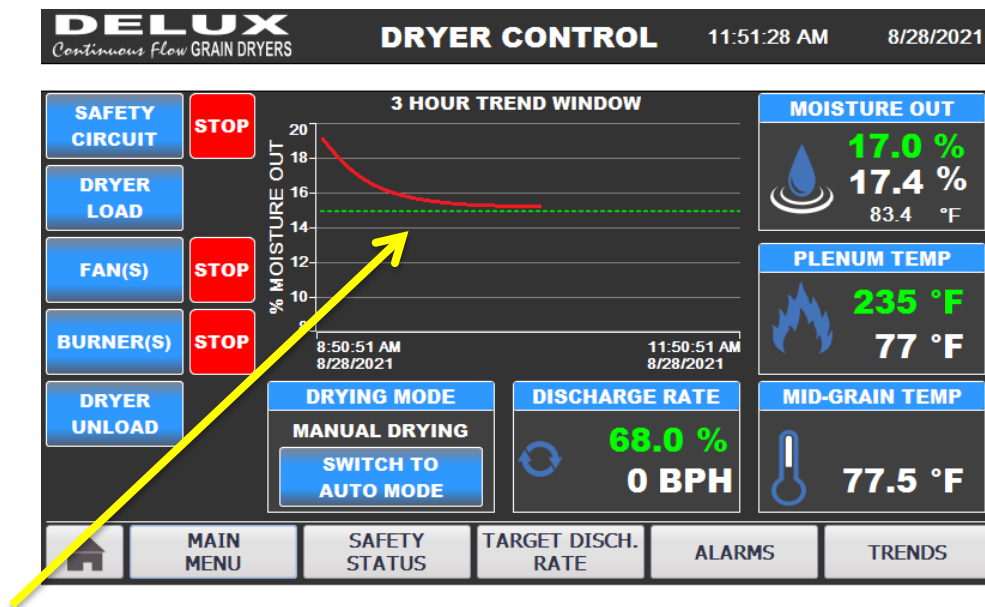 DELUX
Continuous Flow GRAIN DRYERS
DRYER CONTROL
11:51:28 AM
8/28/2021
SAFETY
CIRCUIT
STOP
DRYER
LOAD
FAN(S)
STOP
BURNER(S)
STOP
DRYER
UNLOAD
3 HOUR TREND WINDOW
% MOISTURE OUT
20
18
16
14
12
10
8
8:50:51 AM
8/28/2021
11:50:51 AM
8/28/2021
MOISTURE OUT
17.0 %
17.4 %
83.4 °F
PLENUM TEMP
235 °F
77 °F
DRYING MODE
MANUAL DRYING
SWITCH TO
AUTO MODE
DISCHARGE RATE
68.0 %
0 BPH
MID-GRAIN TEMP
77.5 °F
MAIN
MENU
SAFETY
STATUS
TARGET DISCH.
RATE
ALARMS
TRENDS